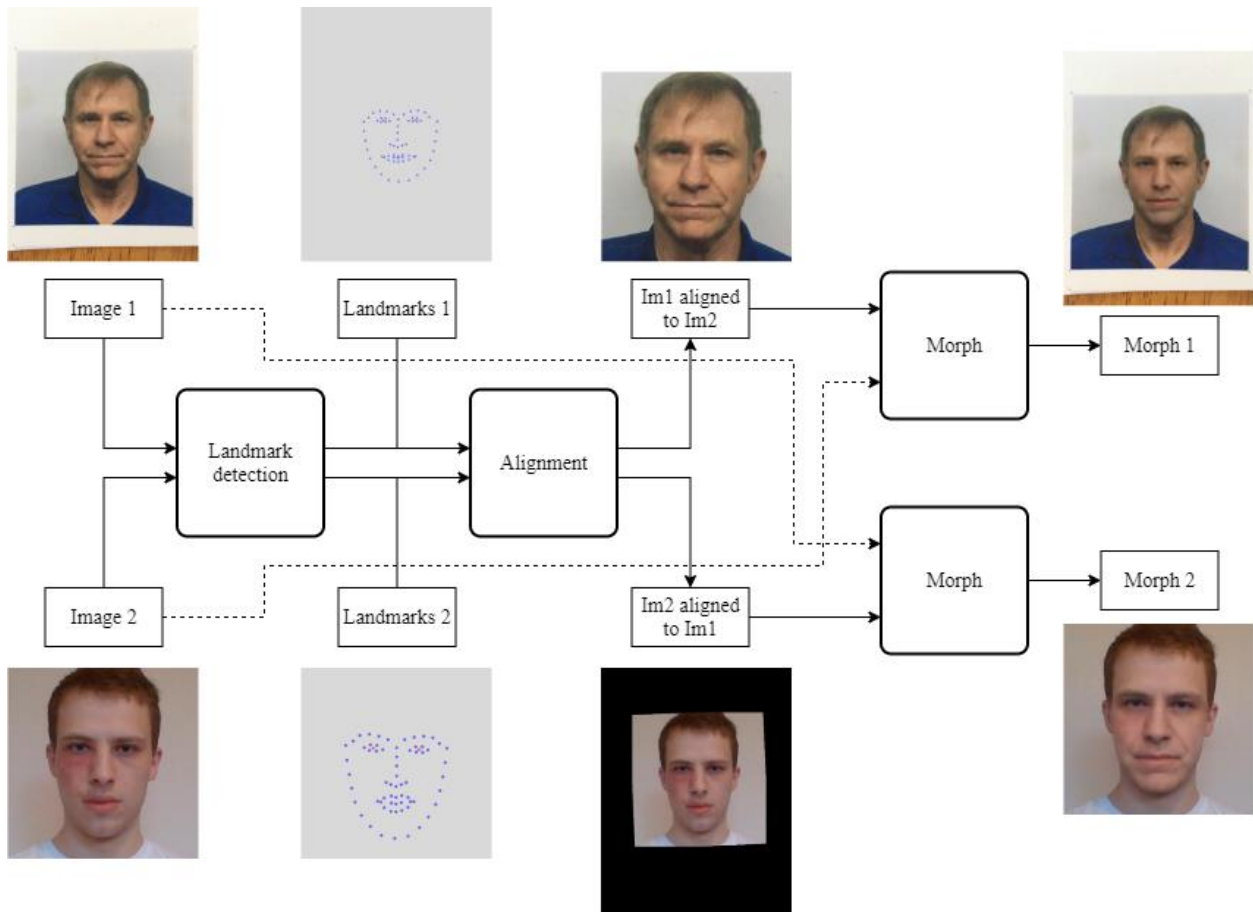 Image 1
Landmarks 1
Im1 aligned
to Im2
Morph
Morph 1
Landmark
detection
Alignment
Morph
Morph 2
Image 2
Landmarks 2
Im2 aligned
to Im1